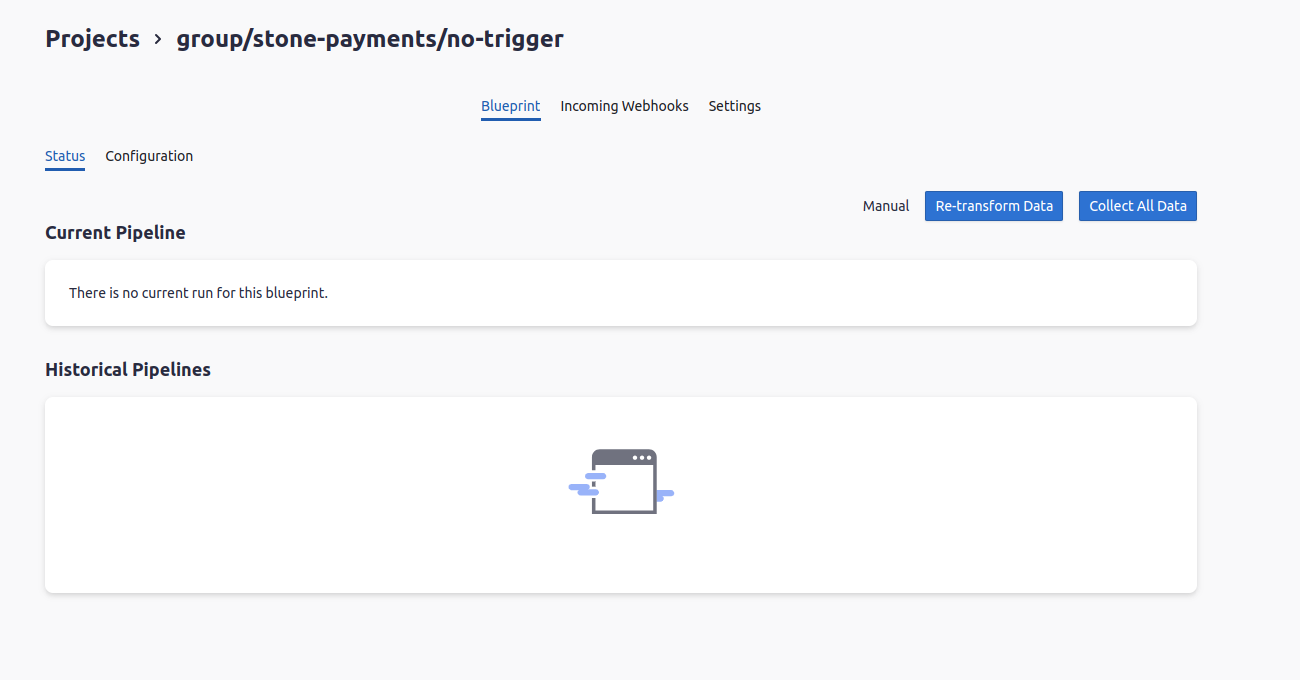 Projects > group/stone-payments/no-trigger
Blueprint Incoming Webhooks Settings
Status Configuration
Manual Re-transform Data Collect All Data
Current Pipeline
There is no current run for this blueprint.
Historical Pipelines